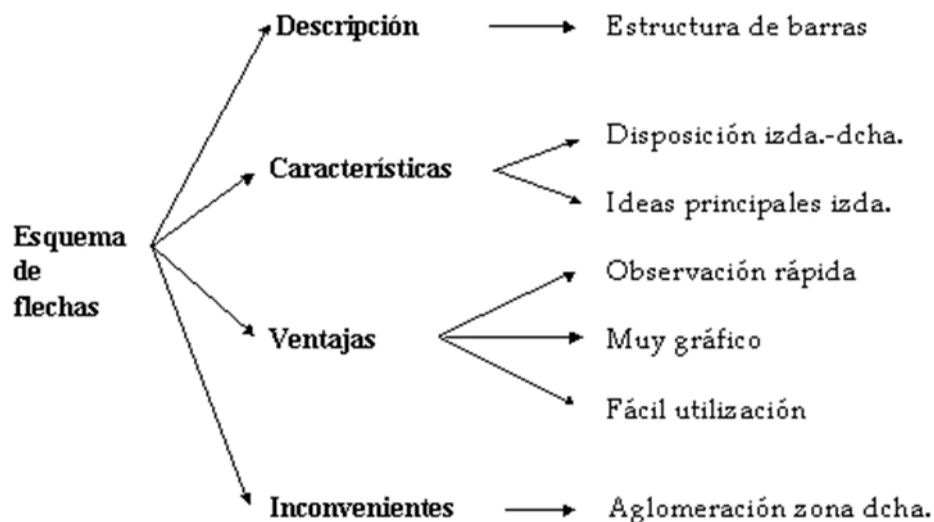 Esquema
de
flechas
Descripción
Estructura de barras
Característícas
Disposición izda.-dcha.
Ideas principales izda.
Ventajas
Observación rápida
Muy gráfico
Fácil utilización
Inconvenientes
Aglomeración zona dcha.